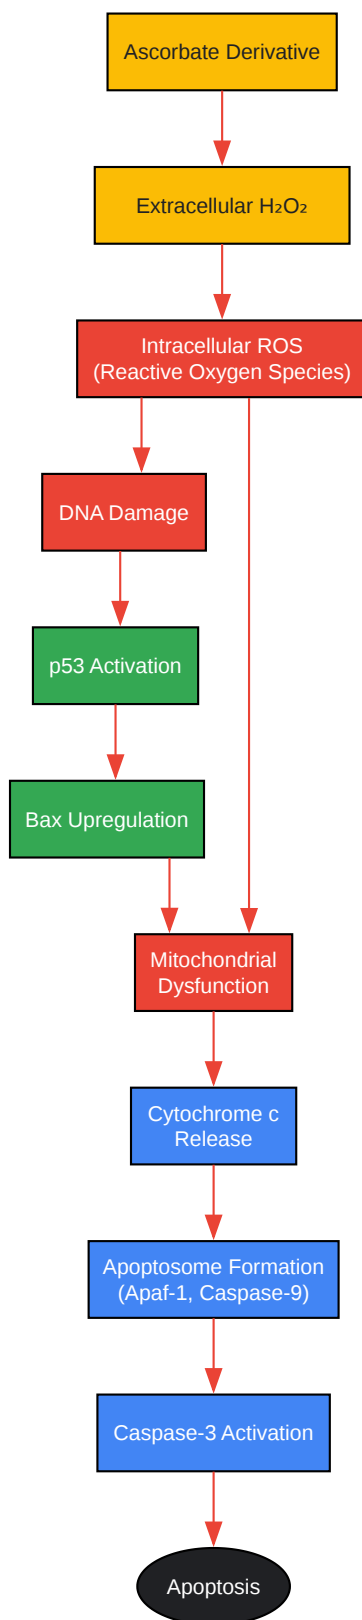 Ascorbate Derivative
Extracellular H₂O₂
Intracellular ROS
(Reactive Oxygen Species)
DNA Damage
p53 Activation
Bax Upregulation
Mitochondrial
Dysfunction
Cytochrome c
Release
Apoptosome Formation
(Apaf-1, Caspase-9)
Caspase-3 Activation
Apoptosis